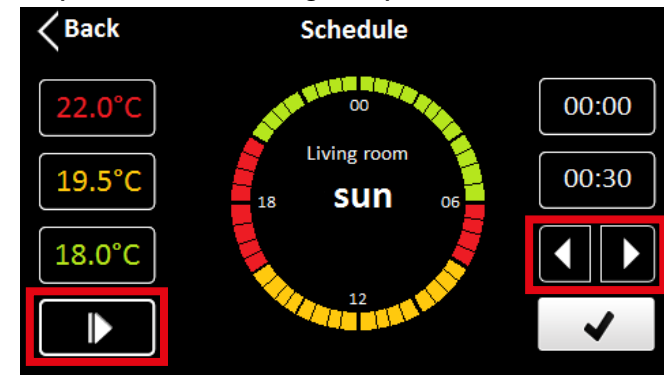 Back
Schedule
22.0°C
19.5°C
18.0°C
00
Living room
sun
18
06
12
00:00
00:30